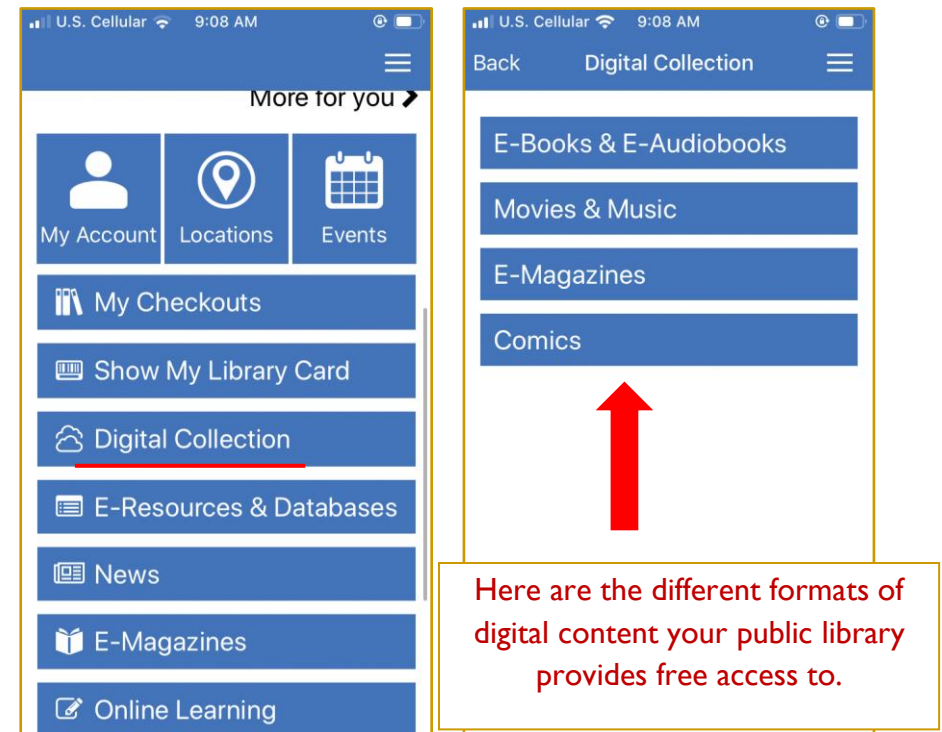 U.S. Cellular 9:08 AM
More for you
My Account Locations Events
My Checkouts
Show My Library Card
Digital Collection
E-Resources & Databases
News
E-Magazines
Online Learning
U.S. Cellular 9:08 AM
Back Digital Collection
E-Books & E-Audiobooks
Movies & Music
E-Magazines
Comics
Here are the different formats of
digital content your public library
provides free access to.